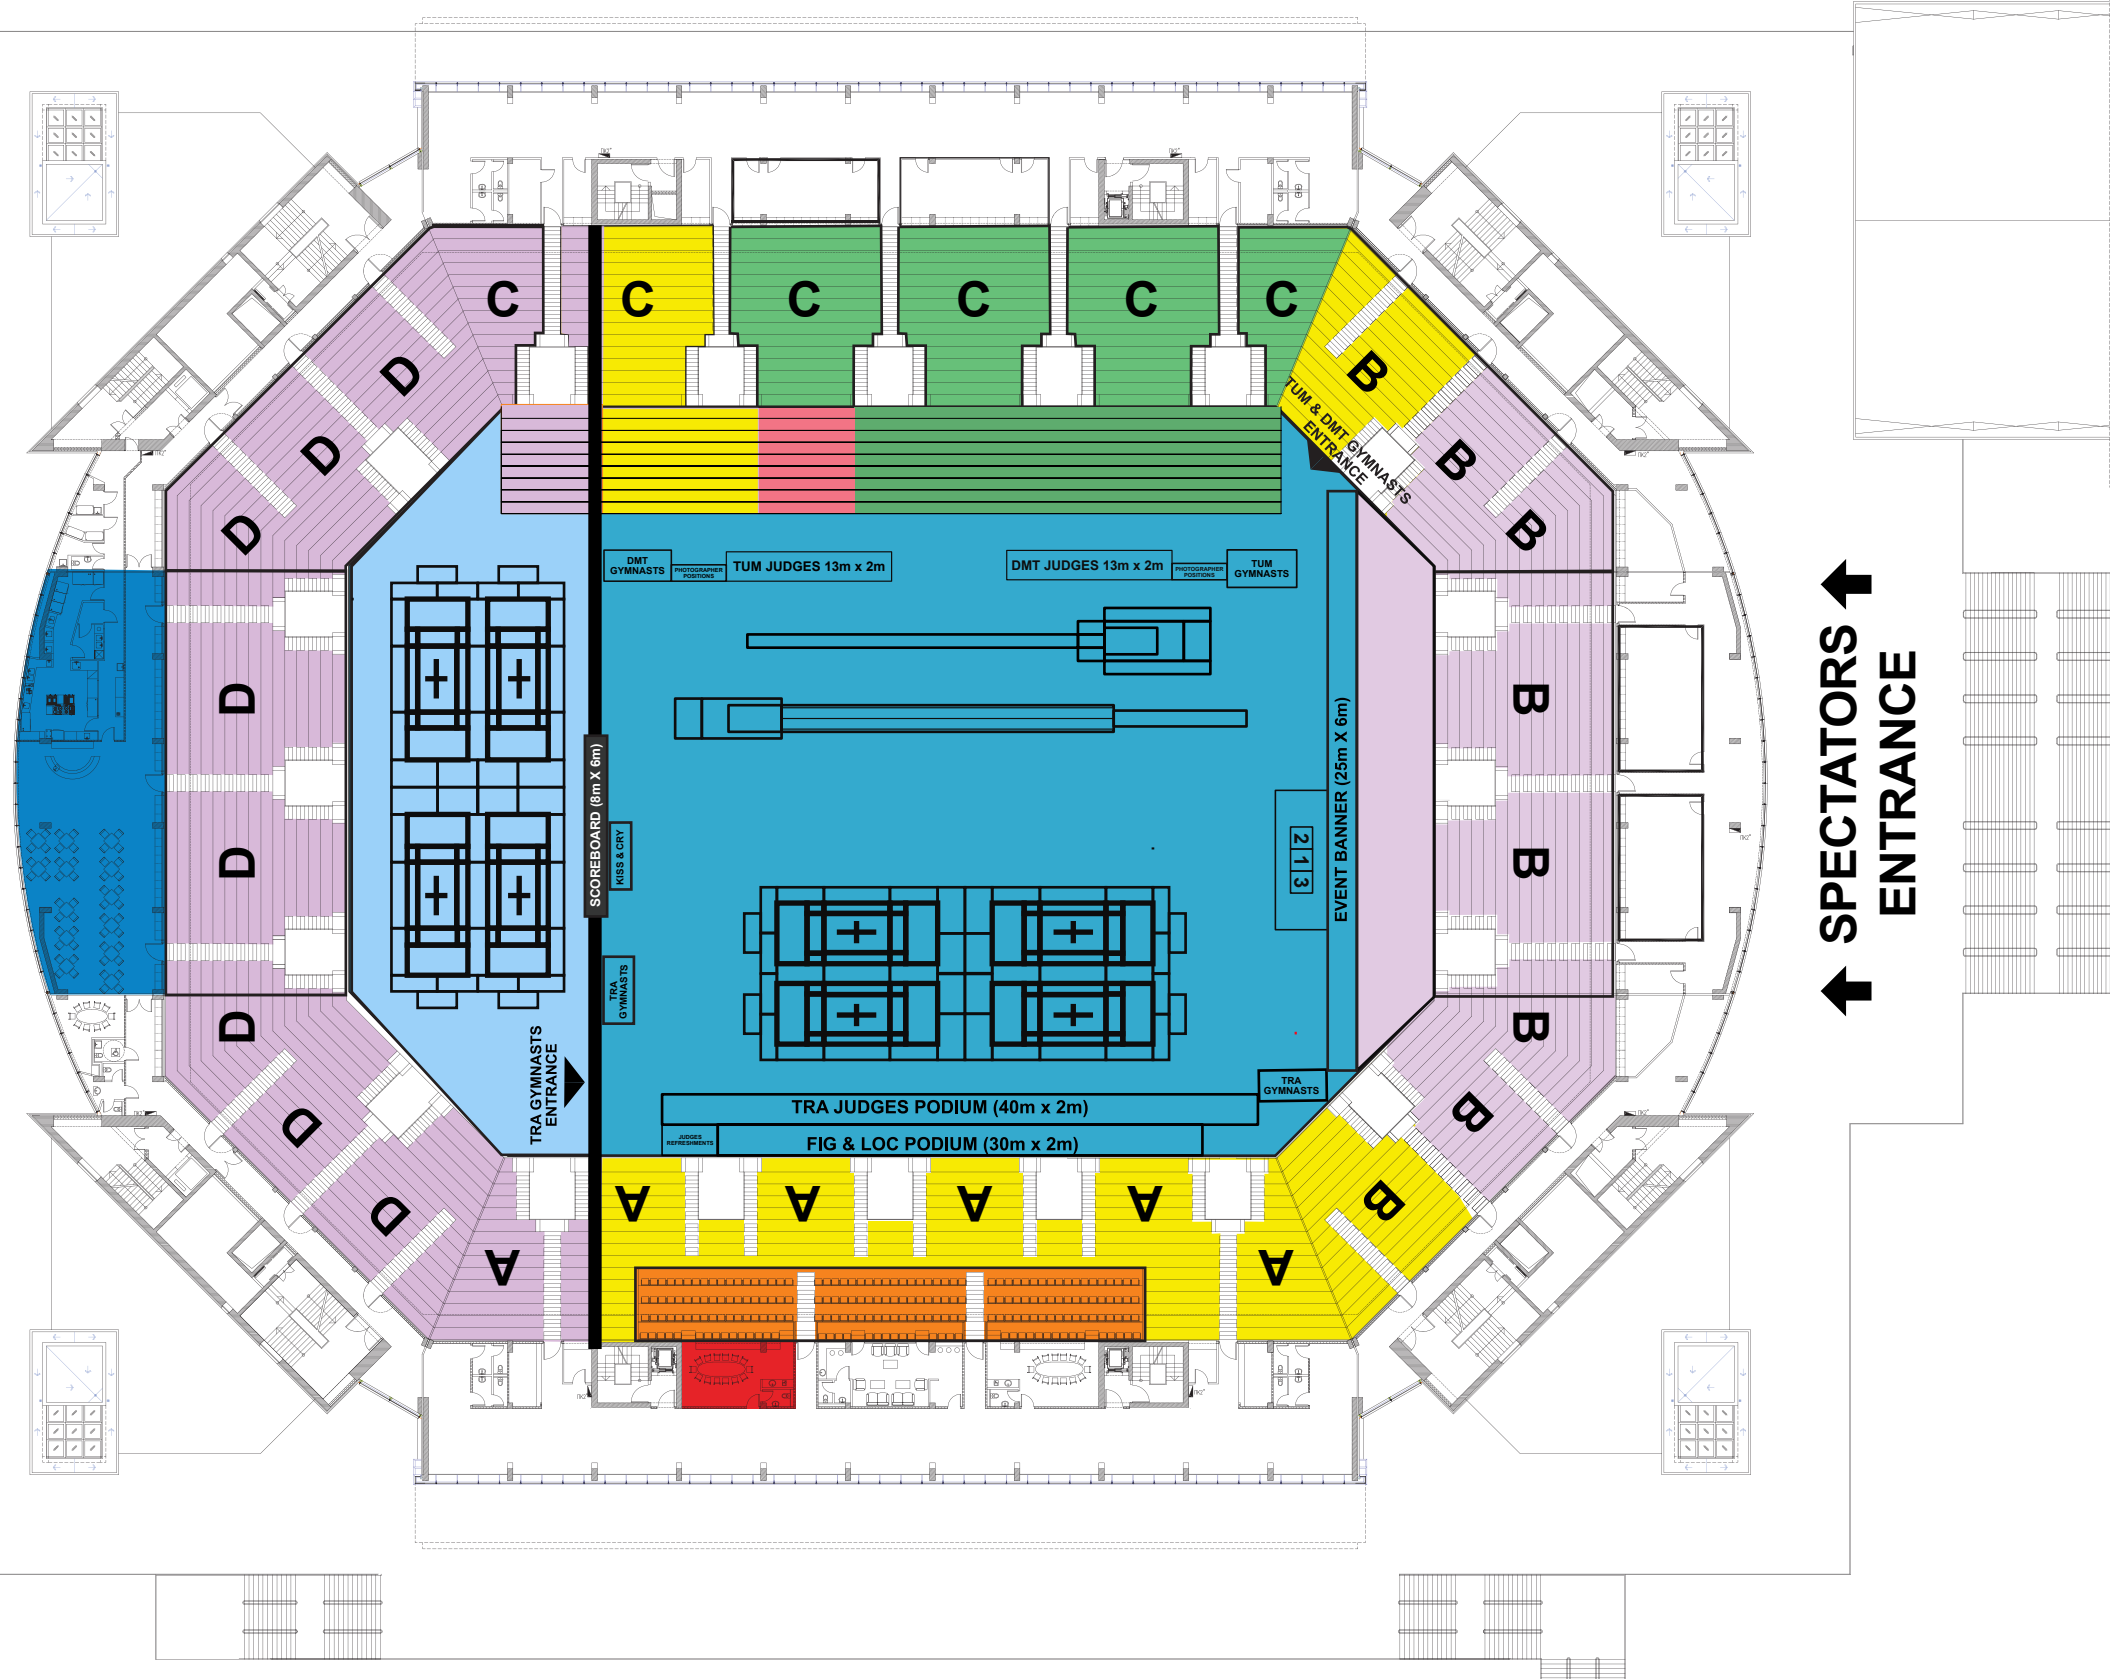 C
C
C
C
C
C
D
D
D
D
D
D
D
D
B
B
B
B
B
B
B
B
TUM & DMT GYMNASTS
ENTRANCE
DMT
GYMNASTS
PHOTOGRAPHER
POSITIONS
TUM JUDGES 13m x 2m
DMT JUDGES 13m x 2m
PHOTOGRAPHER
POSITIONS
TUM
GYMNASTS
SCOREBOARD (8m X 6m)
KISS & CRY
TRA
GYMNASTS
EVENT BANNER (25m X 6m)
2 1 3
SPECTATORS
ENTRANCE
TRA GYMNASTS
ENTRANCE
TRA
GYMNASTS
TRA JUDGES PODIUM (40m x 2m)
JUDGES
REFRESHMENTS
FIG & LOC PODIUM (30m x 2m)
A
A
A
A
A
A